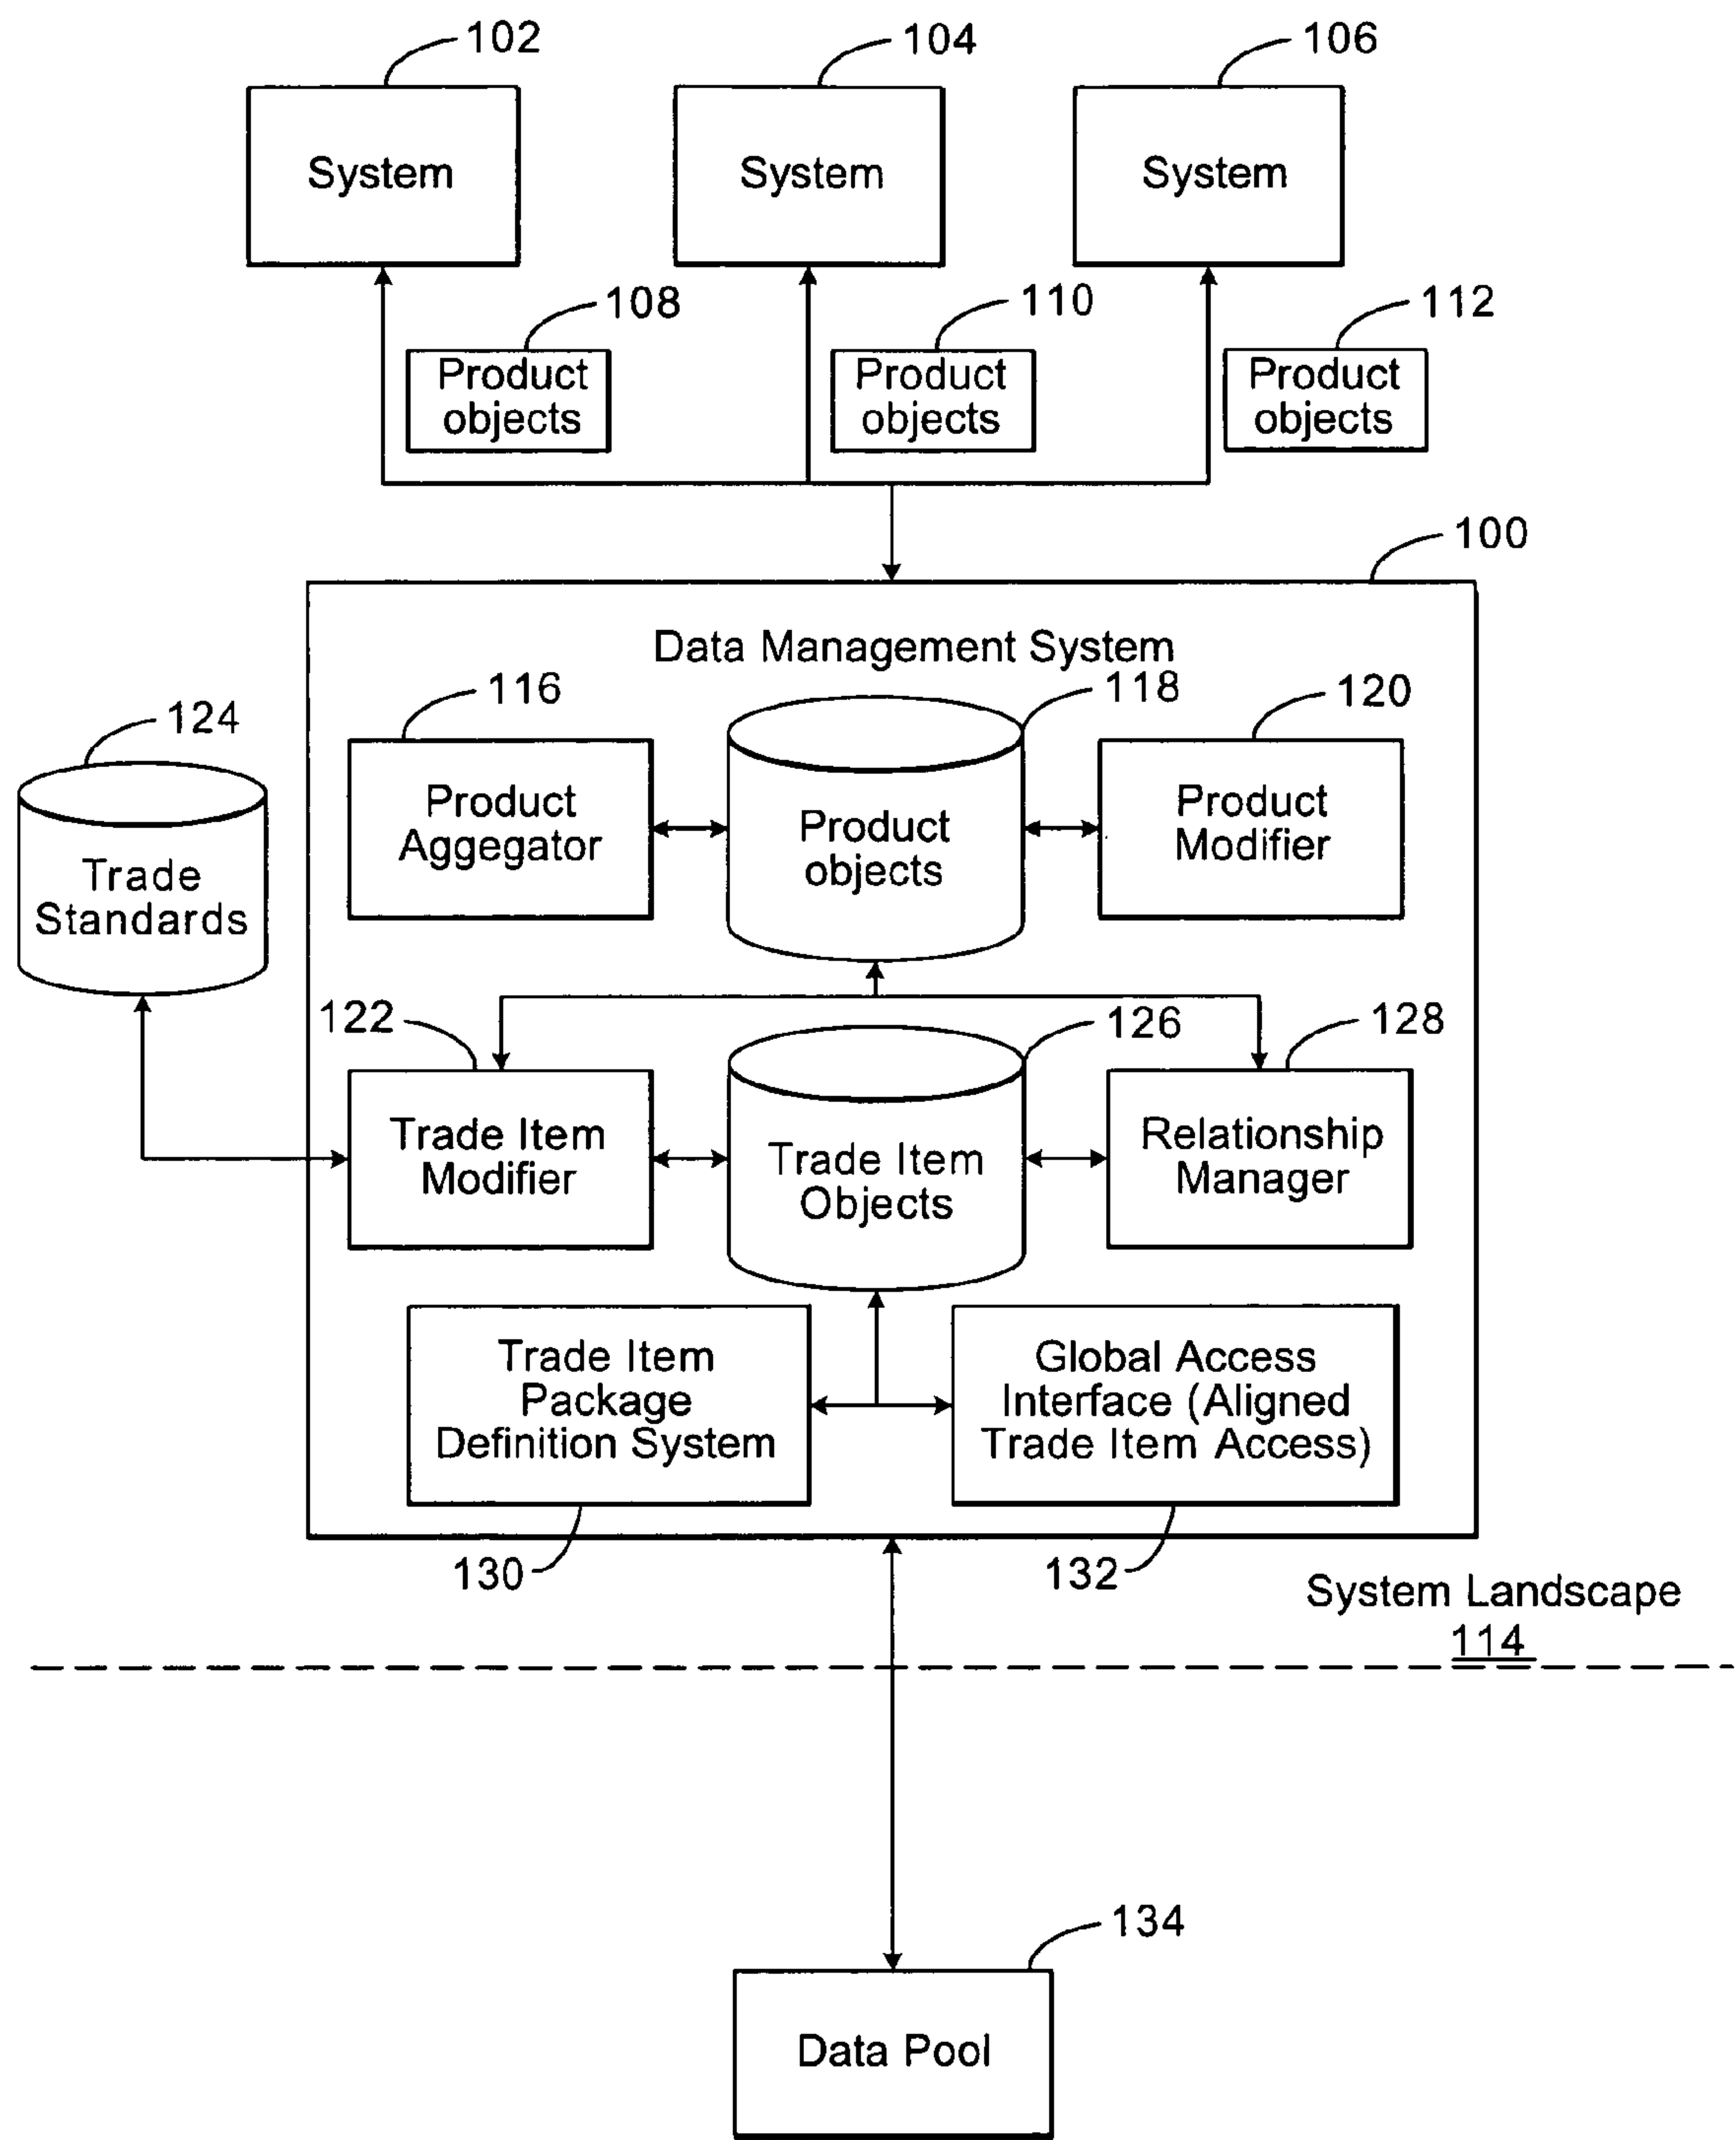 102
104
106
System
System
System
108
110
112
Product
objects
Product
objects
Product
objects
100
Data Management System
116
118
120
124
Product
Aggegator
Product
objects
Product
Modifier
Trade
Standards
122
126
128
Trade Item
Modifier
Trade Item
Objects
Relationship
Manager
Trade Item
Package
Definition System
Global Access
Interface (Aligned
Trade Item Access)
130
132
System Landscape
114
134
Data Pool